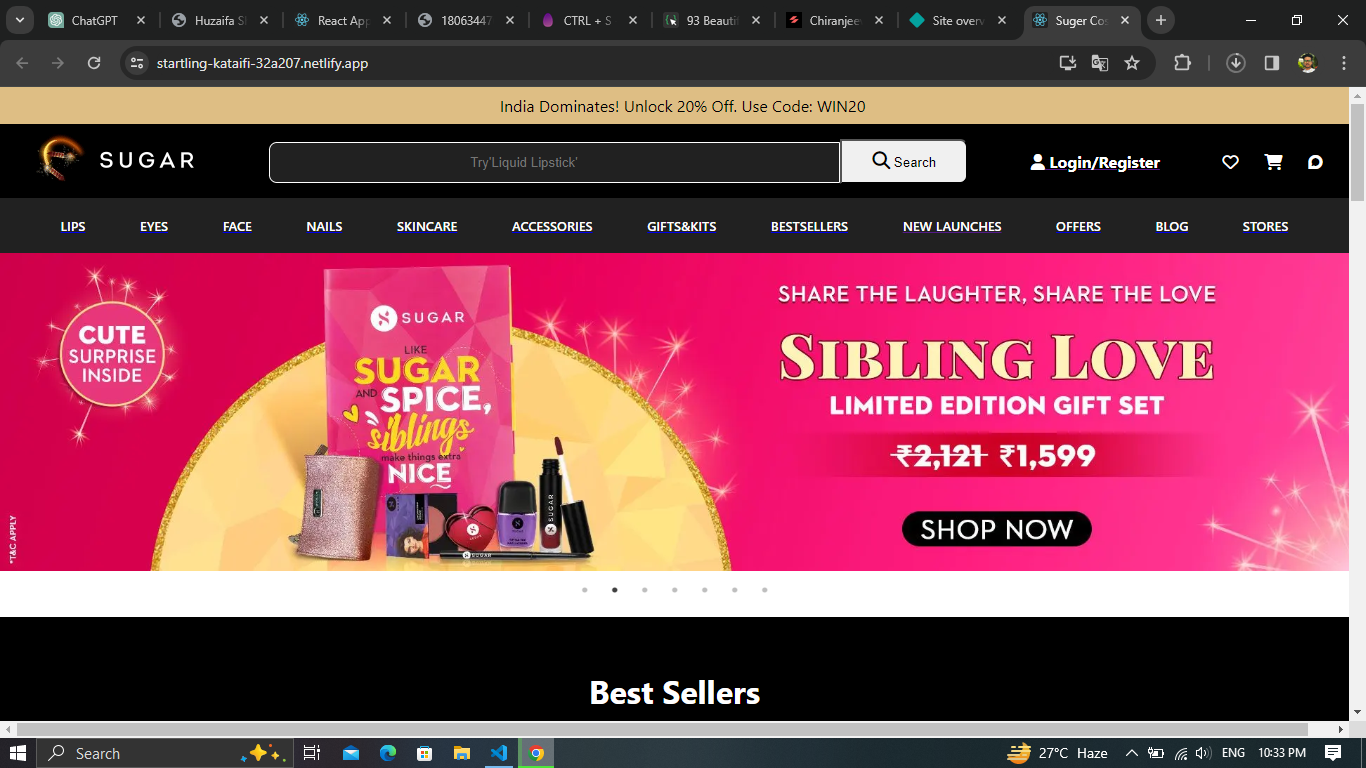 ChatGPT
Huzaifa S
React App
18063447
CTRL + S
93 Beauti
Chiranjee
Site over
Suger Co
startling-kataifi-32a207.netlify.app
India Dominates! Unlock 20% Off. Use Code: WIN20
SUGAR
Try'Liquid Lipstick'
Search
Login/Register
LIPS
EYES
FACE
NAILS
SKINCARE
ACCESSORIES
GIFTS&KITS
BESTSELLERS
NEW LAUNCHES
OFFERS
BLOG
STORES
CUTE
SURPRISE
INSIDE
SUGAR
LIKE
SUGAR
AND SPICE,
siblings
make things extra
NICE
SUGAR
SUGAR
*T&C APPLY
SHARE THE LAUGHTER, SHARE THE LOVE
SIBLING LOVE
LIMITED EDITION GIFT SET
₹2,121 ₹1,599
SHOP NOW
Best Sellers
Search
27°C Haze
ENG
10:33 PM